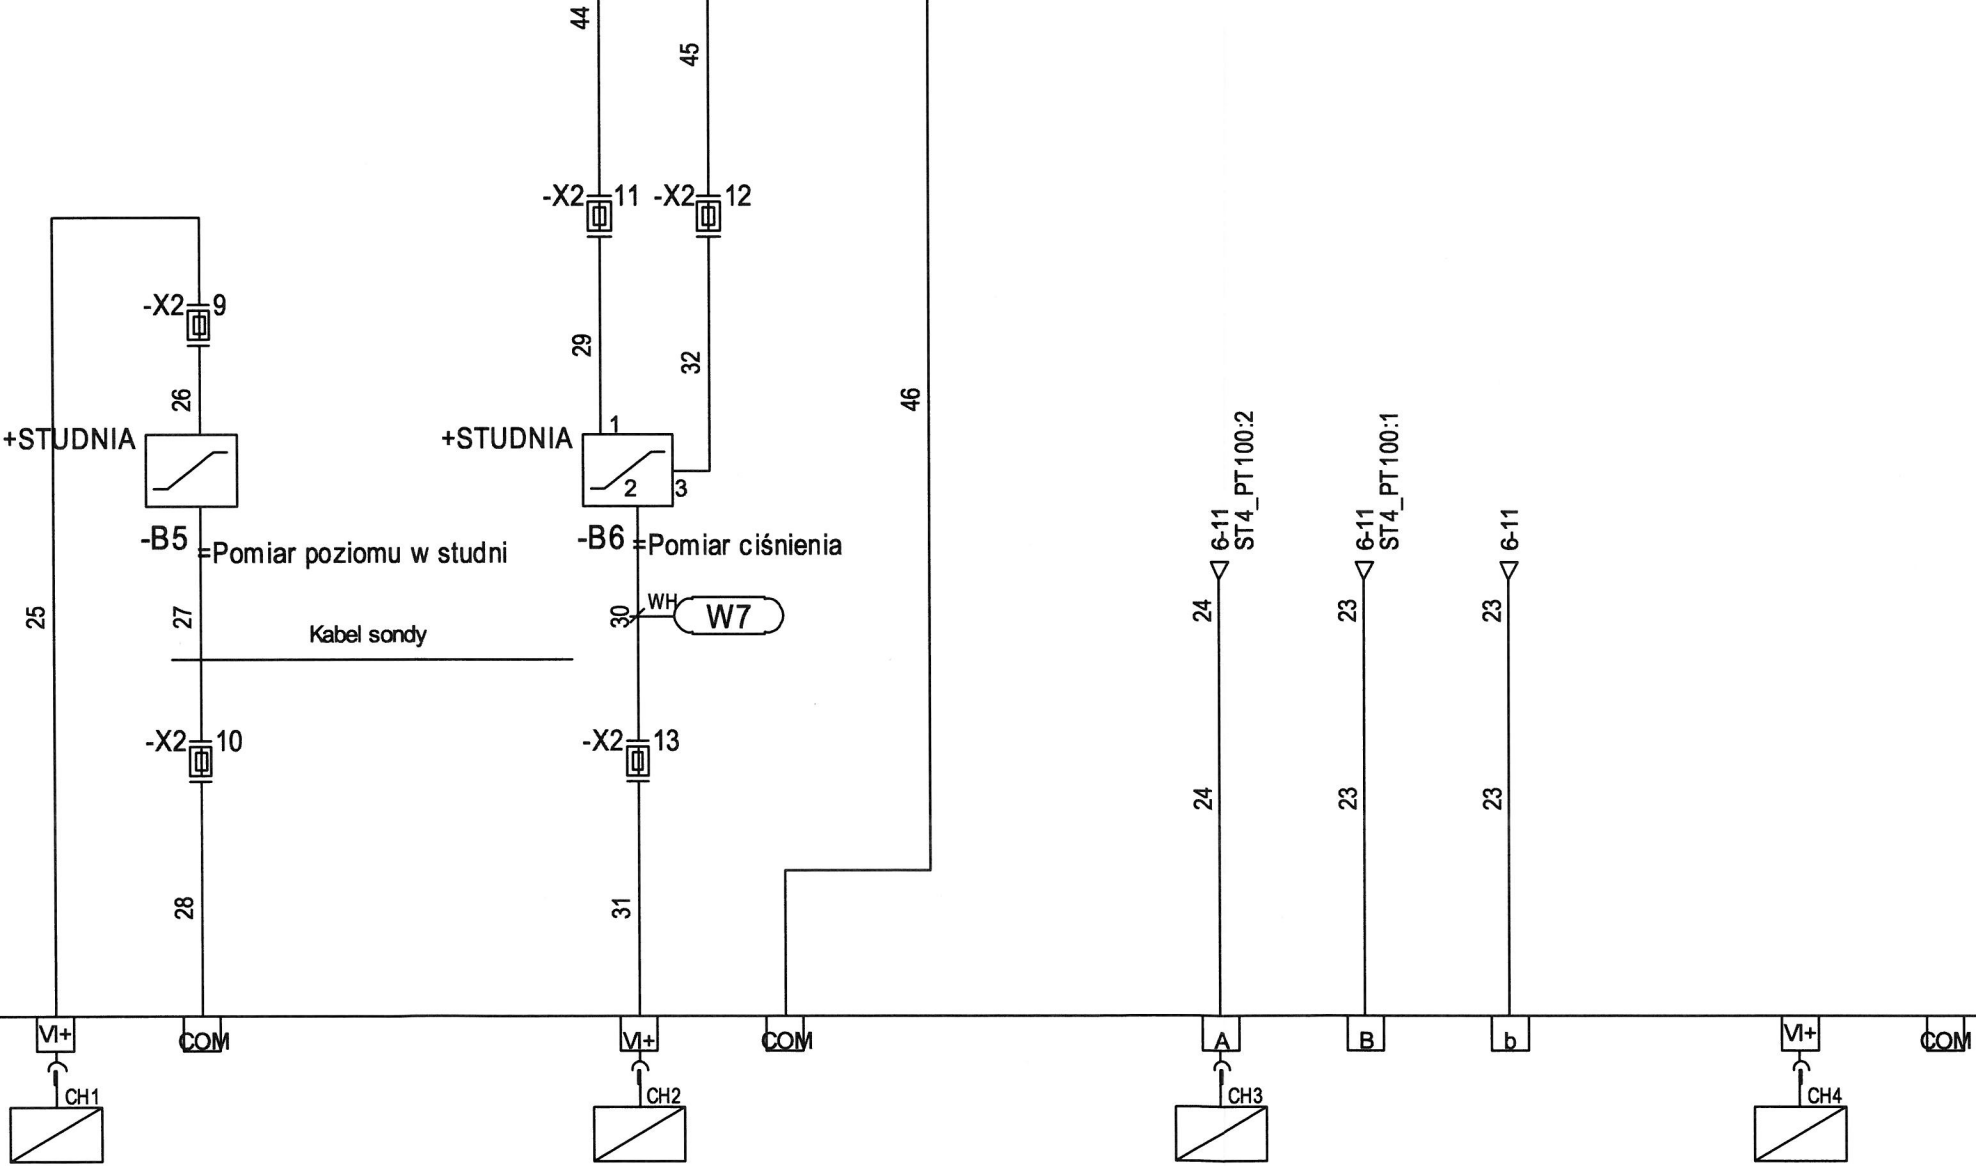 44
45
-X2 11
-X2 12
-X2 9
29
32
26
46
+STUDNIA
+STUDNIA
1
2
3
6-11
ST4_PT100:2
6-11
ST4_PT100:1
6-11
-B5
=Pomiar poziomu w studni
-B6
=Pomiar ciśnienia
25
27
30
WH
W7
24
23
23
Kabel sondy
-X2 10
-X2 13
24
23
23
28
31
VI+
COM
VI+
COM
A
B
b
VI+
COM
CH1
CH2
CH3
CH4